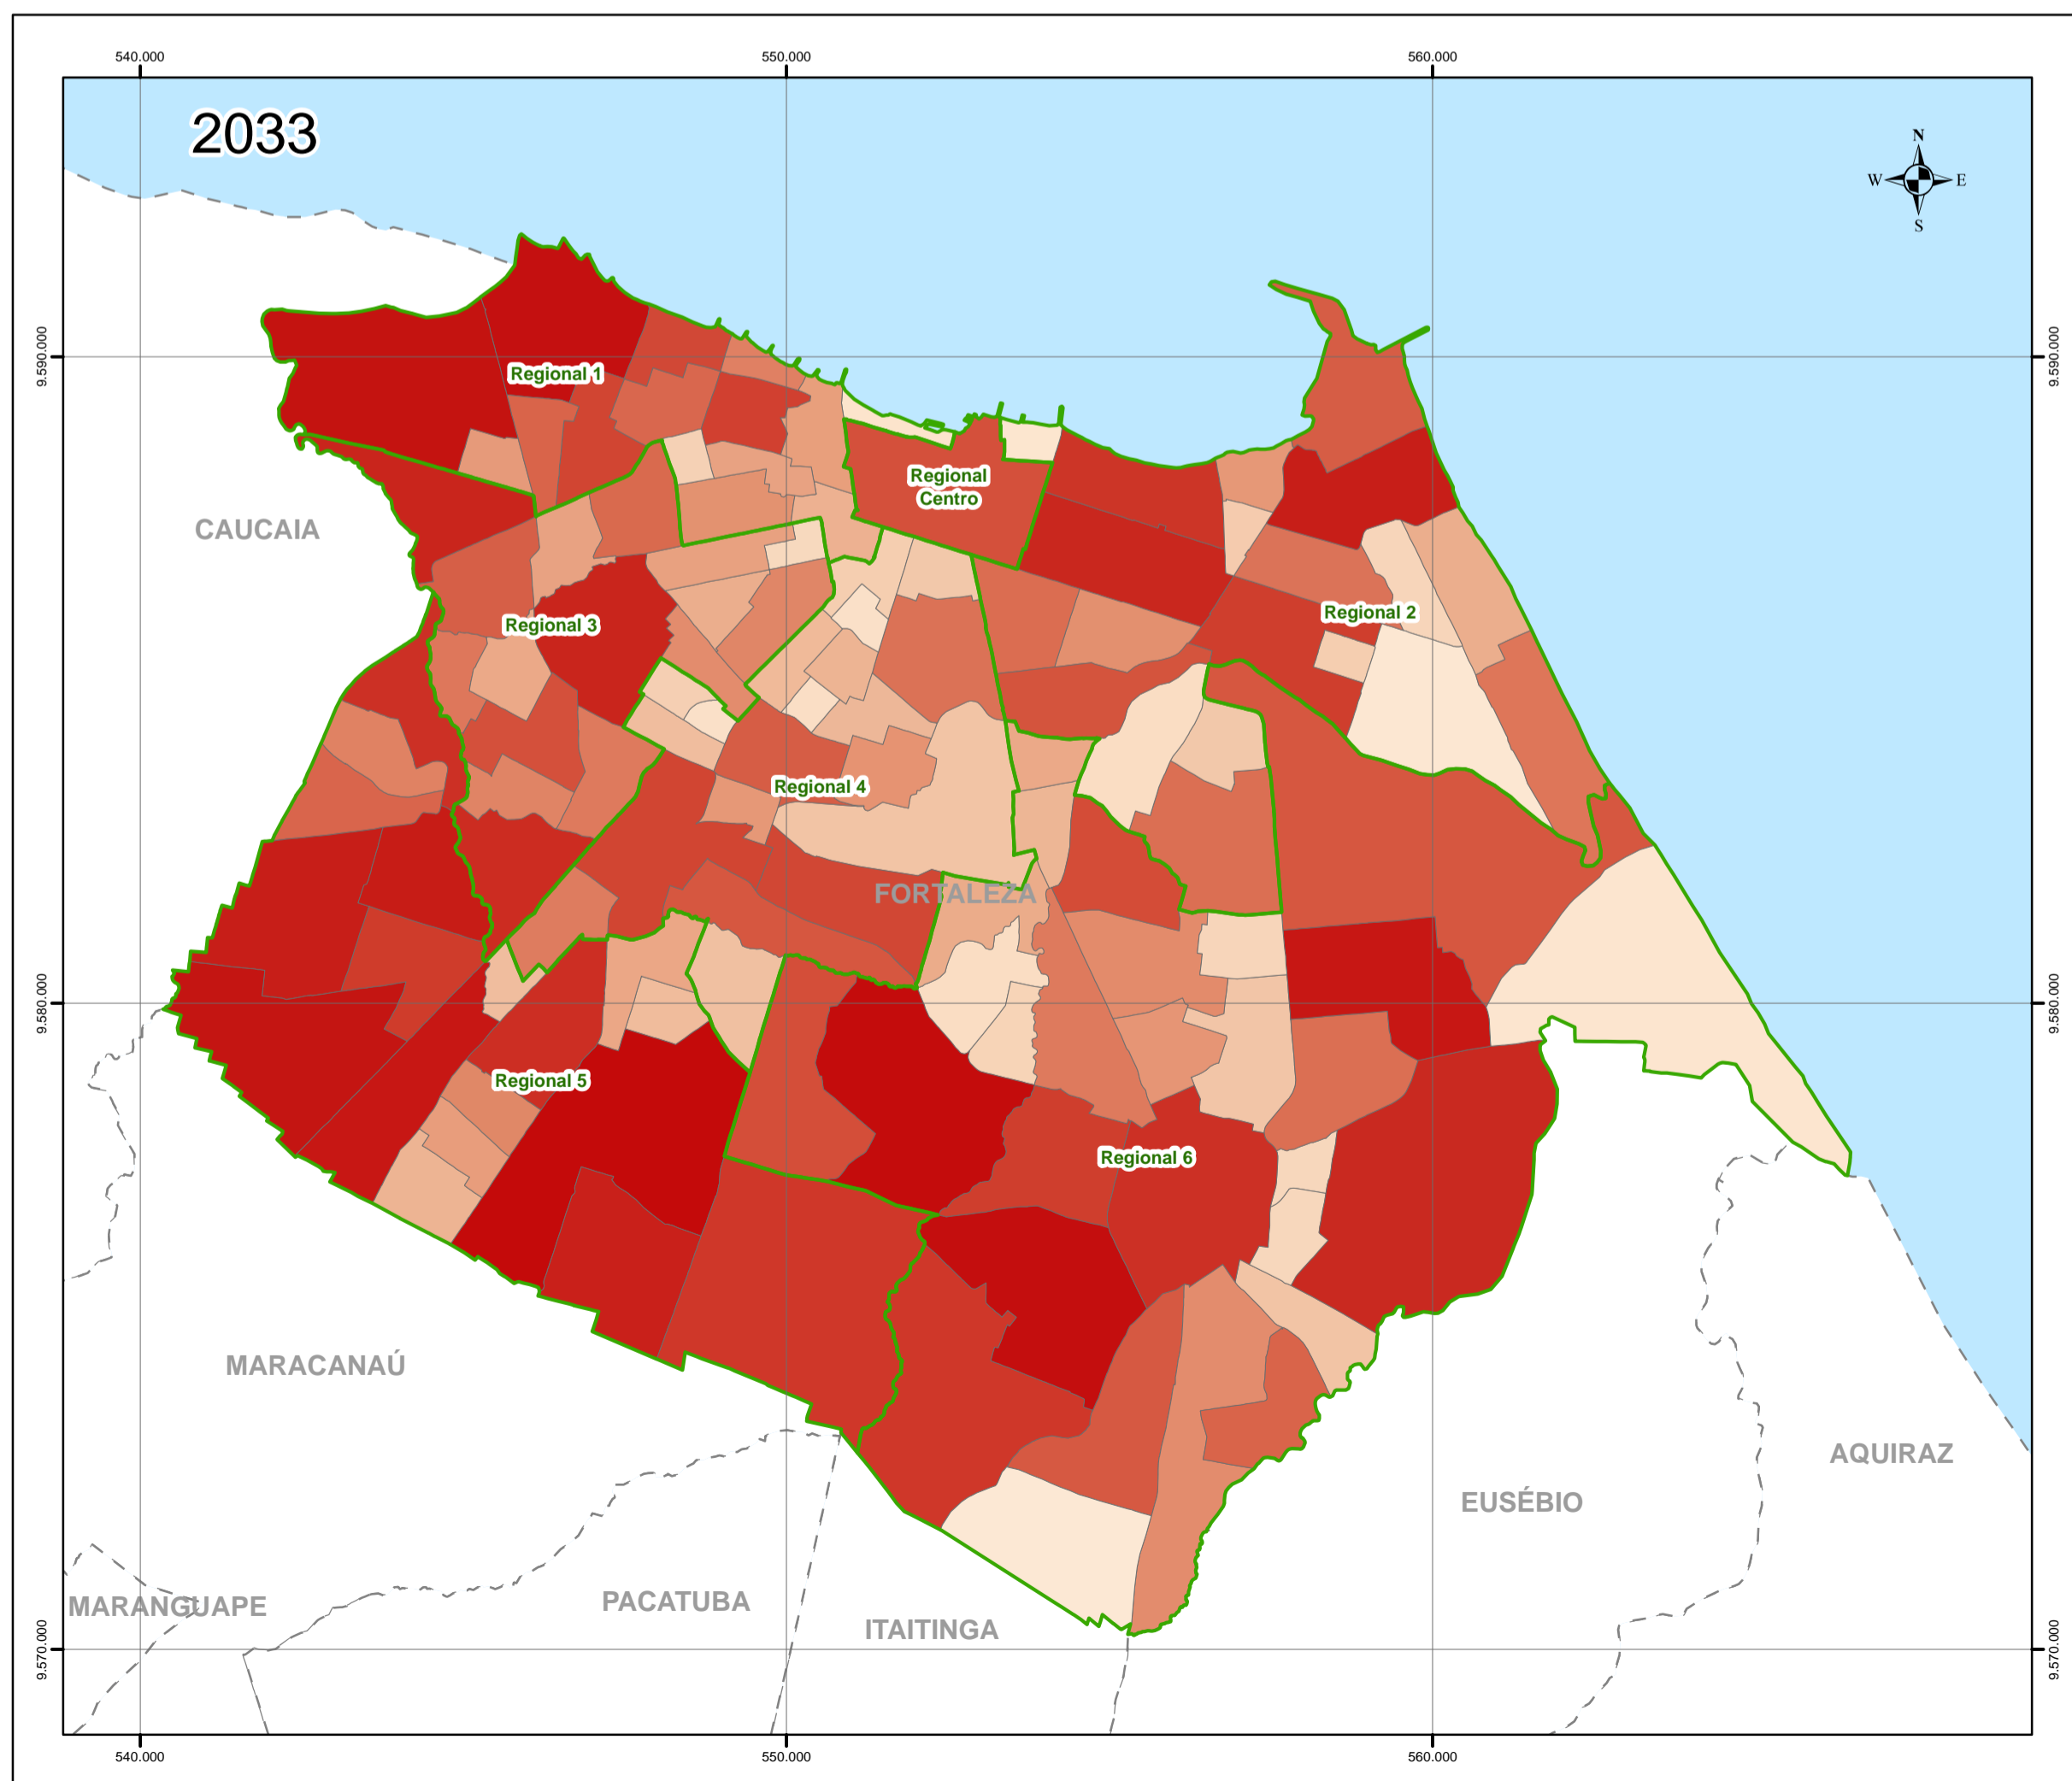 540.000 550.000 560.000
2033
N
W E
S
9.590.000 9.590.000
Regional 1
Regional
Centro
CAUCAIA
Regional 2
Regional 3
Regional 4
FORTALEZA
9.580.000 9.580.000
Regional 5
Regional 6
MARACANAÚ
AQUIRAZ
EUSÉBIO
PACATUBA
MARANGUAPE
ITAITINGA
9.570.000 9.570.000
540.000 550.000 560.000